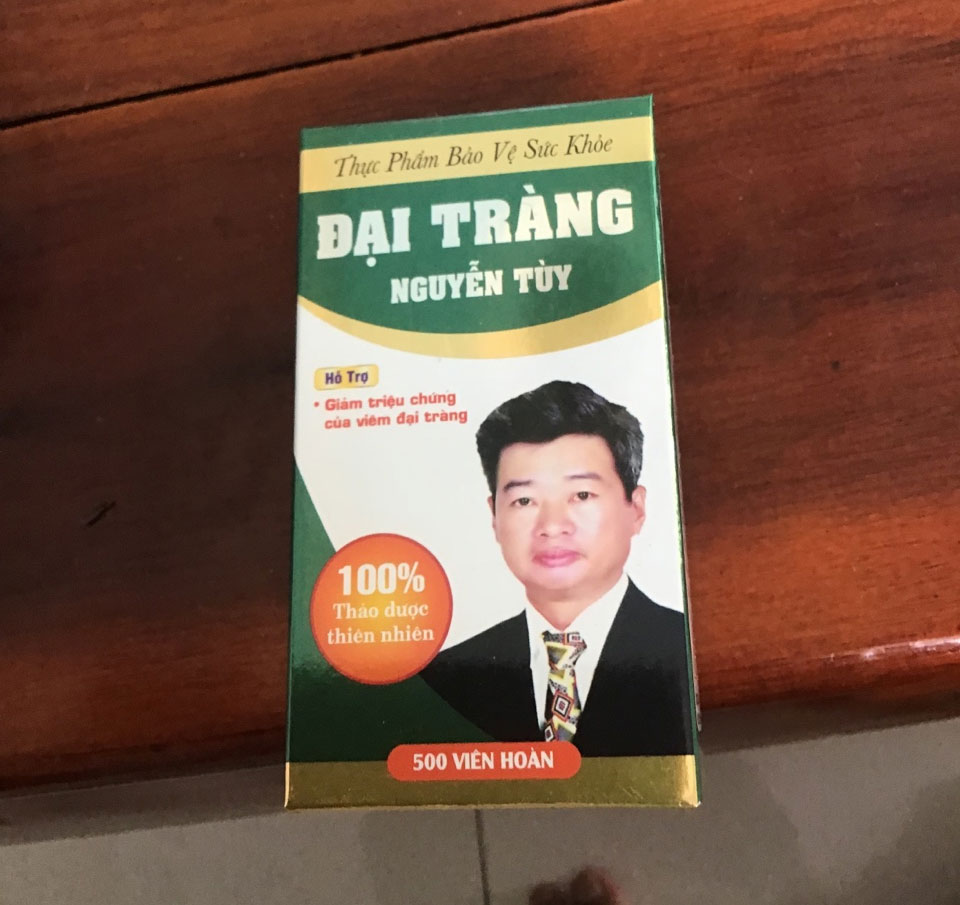 Thực Phẩm Bảo Vệ Sức Khỏe
ĐẠI TRÀNG
NGUYỄN TÙY
Hỗ Trợ
• Giảm triệu chứng
của viêm đại tràng
100%
Thảo dược
thiên nhiên
500 VIÊN HOÀN